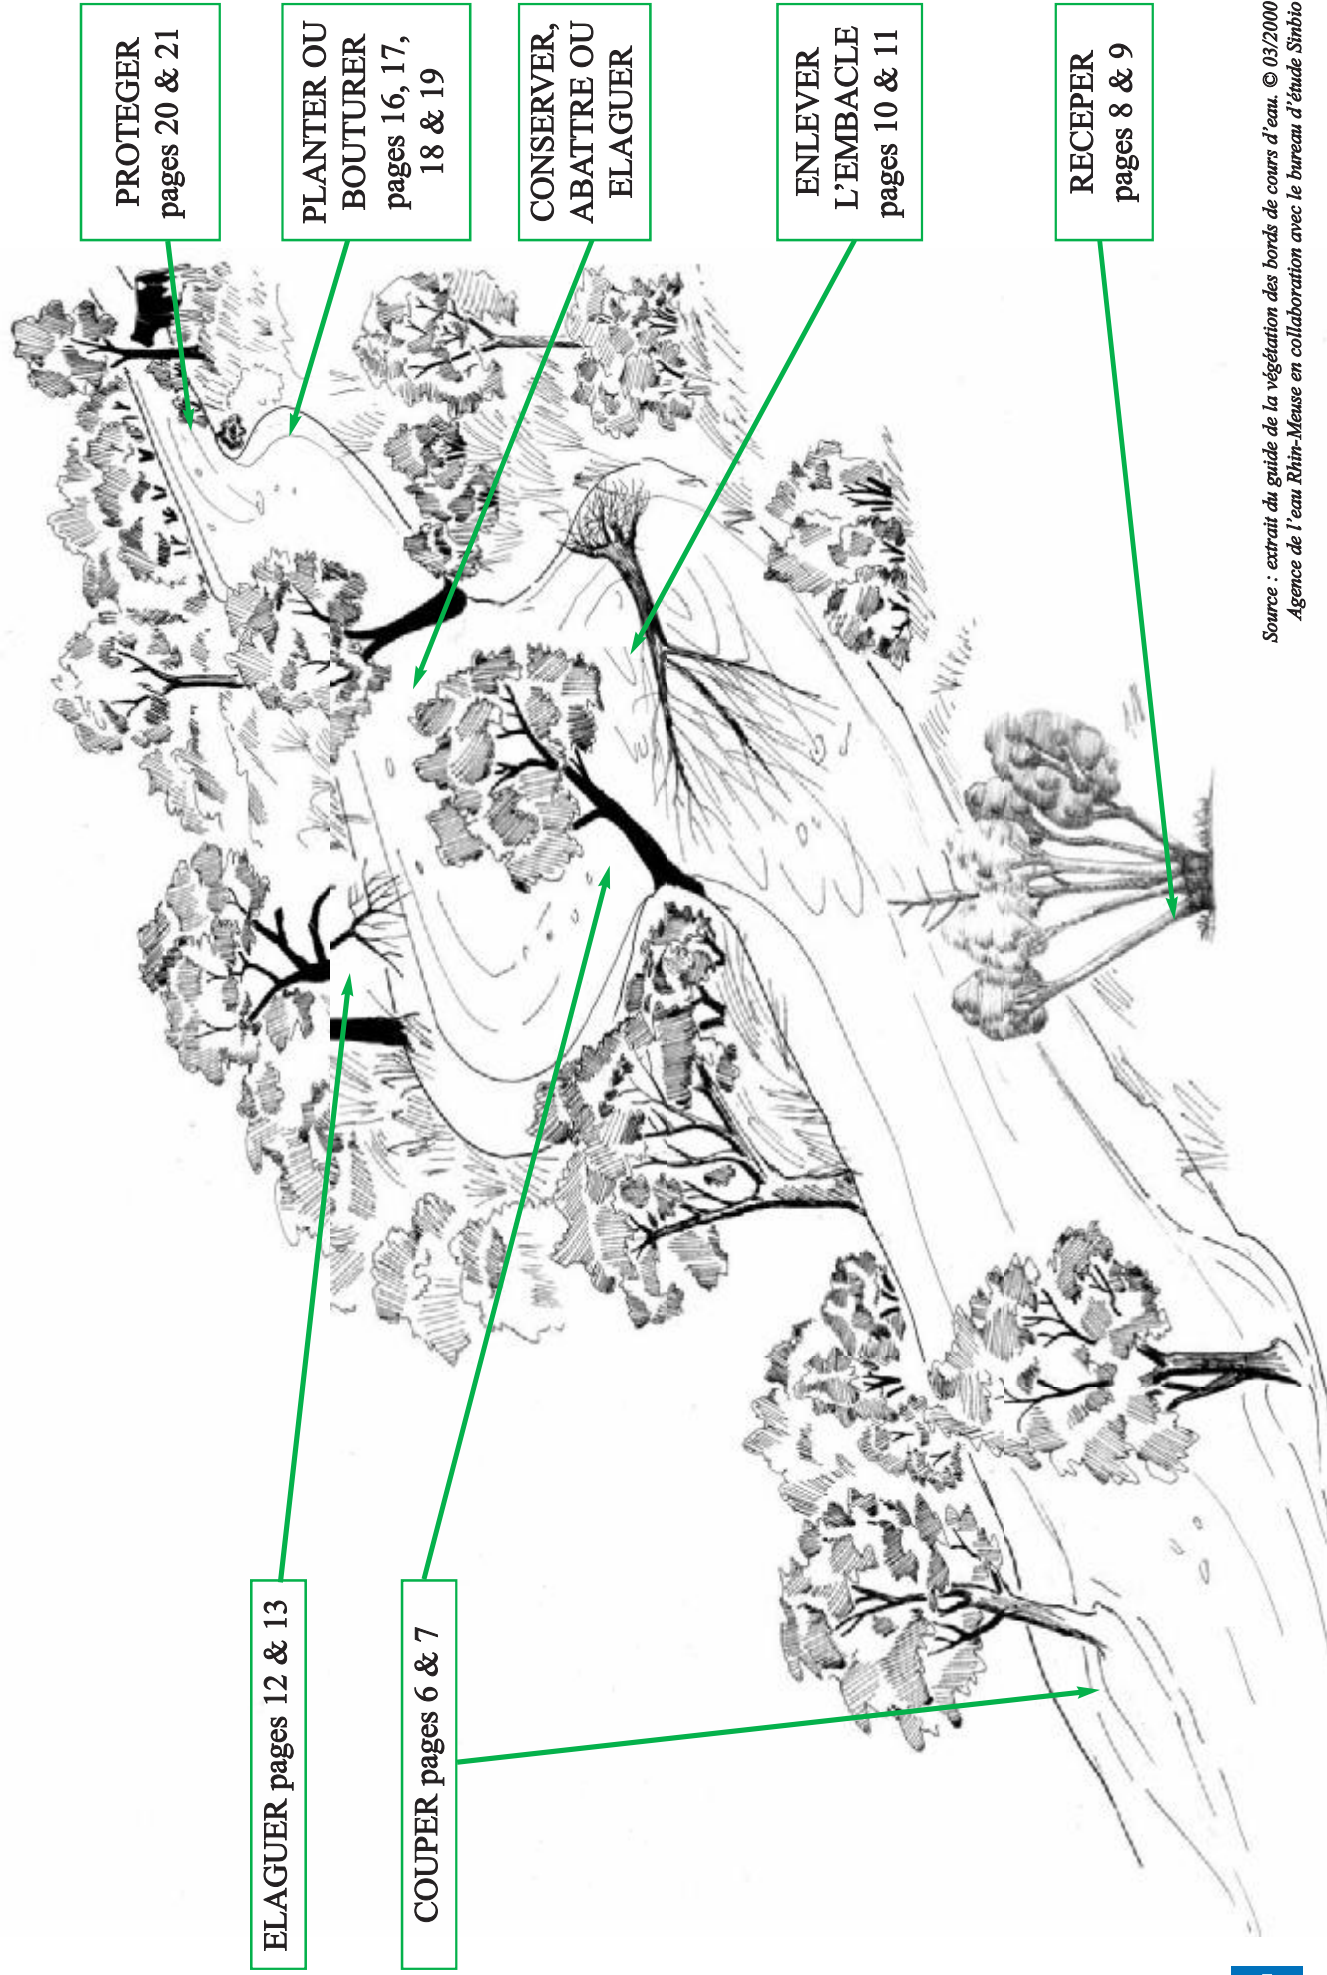 PROTEGER
pages 20 & 21
PLANTER OU
BOUTURER
pages 16, 17,
18 & 19
CONSERVER,
ABATTRE OU
ELAGUER
ENLEVER
L'EMBACLE
pages 10 & 11
RECEPER
pages 8 & 9
ELAGUER pages 12 & 13
COUPER pages 6 & 7
Source : extrait du guide de la végétation des bords de cours d'eau. © 03/2000
Agence de l'eau Rhin-Meuse en collaboration avec le bureau d'étude Sinbio